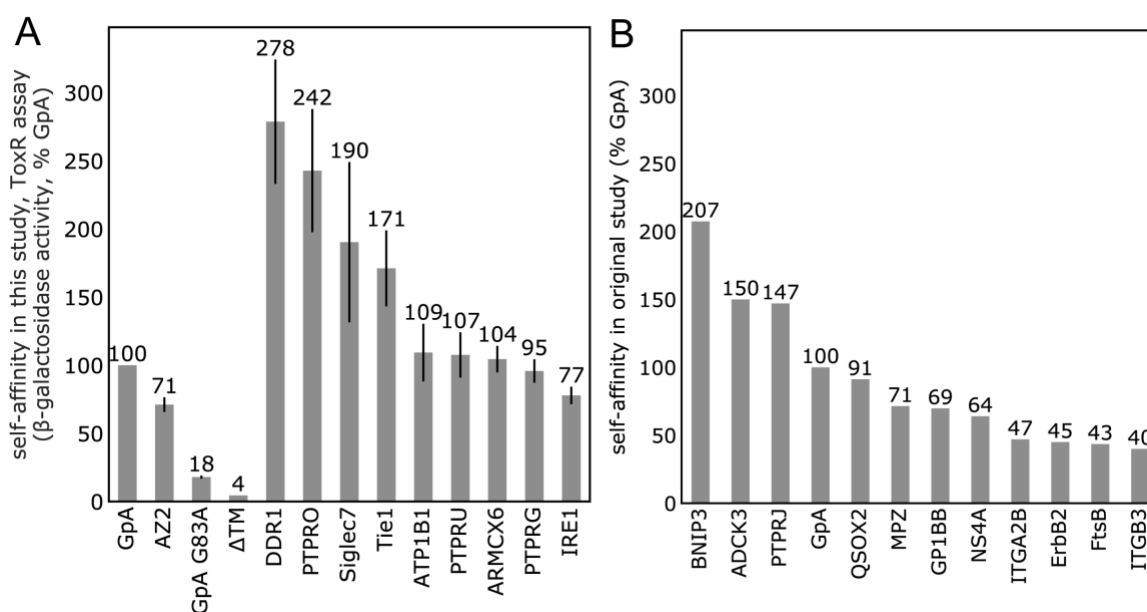 A
self-affinity in this study, ToxR assay
(β-galactosidase activity, % GpA)
300
250
200
150
100
50
0
100
71
18
4
278
242
190
171
109
107
104
95
77
GpA
AZ2
GpA G83A
ΔTM
DDR1
PTPRO
Siglec7
Tie1
ATP1B1
PTPRU
ARMCX6
PTPRG
IRE1
B
self-affinity in original study (% GpA)
300
250
200
150
100
50
0
207
150
147
100
91
71
69
64
47
45
43
40
BNIP3
ADCK3
PTPRJ
GpA
QSOX2
MPZ
GP1BB
NS4A
ITGA2B
ErbB2
FtsB
ITGB3